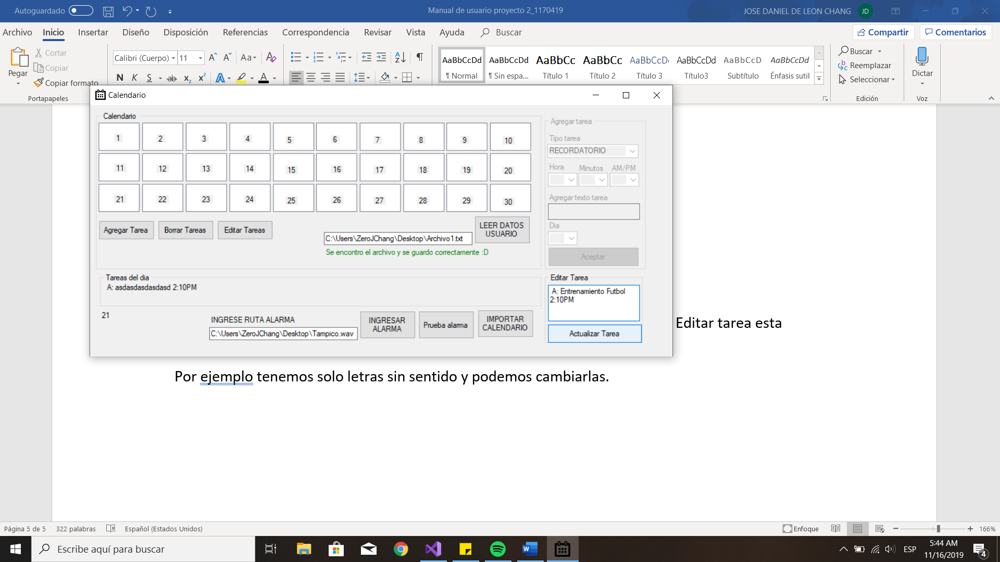 Autoguardado
Manual de usuario proyecto 2_1170419
JOSE DANIEL DE LEON CHANG
JD
Archivo Inicio Insertar Diseño Disposición Referencias Correspondencia Revisar Vista Ayuda Buscar
Compartir Comentarios
Pegar
Cortar
Copiar
Copiar formato
Portapapeles
Calibri (Cuerpo) 11
N K S
AaBbCcDd AaBbCcDd AaBbCc AaBbCc AaBbCcD AaBbCcDd AaBbCcD AaBbCcDd
¶ Normal ¶ Sin espa... Título 1 Título 2 Título 3 Título3 Subtítulo Énfasis sutil
Buscar
Reemplazar
Seleccionar
Edición
Dictar
Voz
Calendario
Calendario
1 2 3 4 5 6 7 8 9 10
11 12 13 14 15 16 17 18 19 20
21 22 23 24 25 26 27 28 29 30
Agregar Tarea Borrar Tareas Editar Tareas
C:\Users\ZeroJChang\Desktop\Archivo1.txt
LEER DATOS
USUARIO
Se encontro el archivo y se guardo correctamente :D
Agregar tarea
Tipo tarea
RECORDATORIO
Hora Minutos AM/PM
Agregar texto tarea
Dia
Aceptar
Tareas del dia
A: asdasdasdasdasd 2:10PM
21
INGRESE RUTA ALARMA
C:\Users\ZeroJChang\Desktop\Tampico.wav
INGRESAR
ALARMA
Prueba alarma
IMPORTAR
CALENDARIO
Editar Tarea
A: Entrenamiento Futbol
2:10PM
Actualizar Tarea
Editar tarea esta
Por ejemplo tenemos solo letras sin sentido y podemos cambiarlas.
Página 5 de 5 322 palabras Español (Estados Unidos)
Enfoque
166%
Escribe aquí para buscar
ESP
5:44 AM
11/16/2019
4